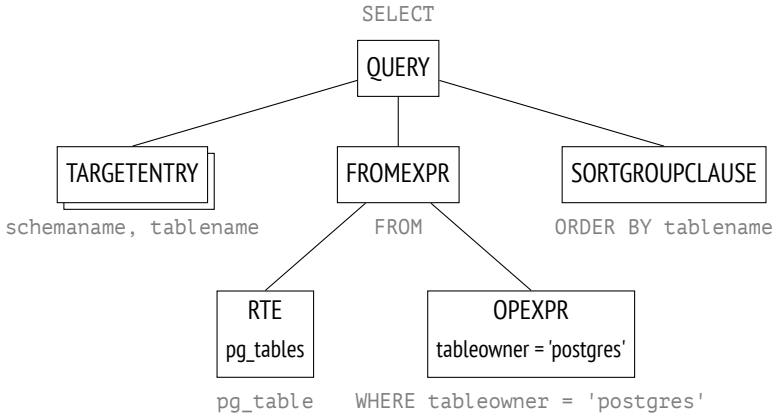 SELECT
QUERY
TARGETENTRY
FROMEXPR
SORTGROUPCLAUSE
schemaname, tablename
FROM
ORDER BY tablename
RTE
pg_tables
OPEXPR
tableowner = 'postgres'
pg_table
WHERE tableowner = 'postgres'